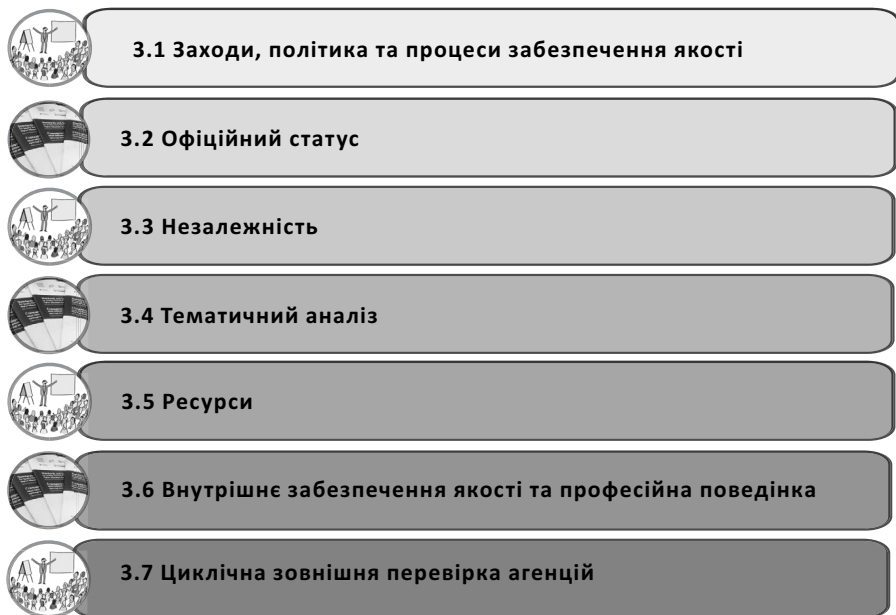 3.1 Заходи, політика та процеси забезпечення якості
3.2 Офіційний статус
3.3 Незалежність
3.4 Тематичний аналіз
3.5 Ресурси
3.6 Внутрішнє забезпечення якості та професійна поведінка
3.7 Циклічна зовнішня перевірка агенцій